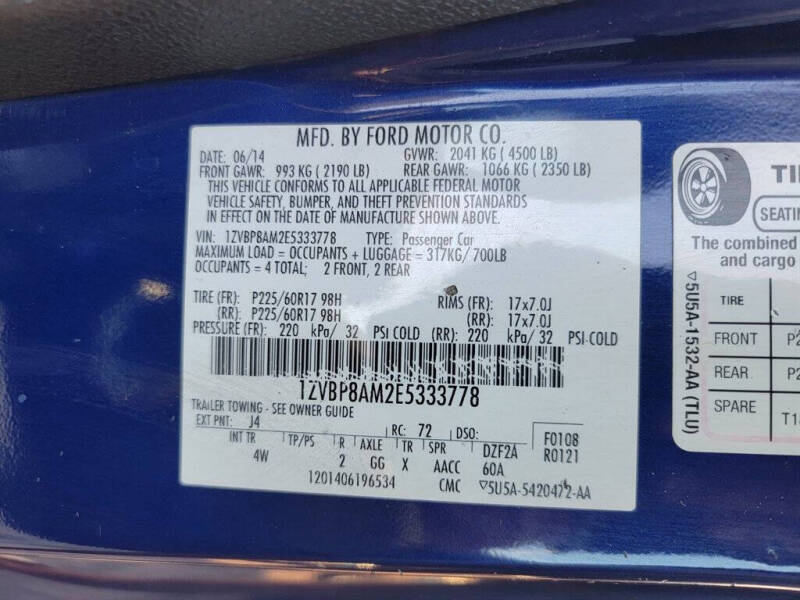 MFD. BY FORD MOTOR CO.
DATE: 06/14 GVWR: 2041 KG ( 4500 LB)
FRONT GAWR: 993 KG ( 2190 LB) REAR GAWR: 1066 KG ( 2350 LB)
THIS VEHICLE CONFORMS TO ALL APPLICABLE FEDERAL MOTOR
VEHICLE SAFETY, BUMPER, AND THEFT PREVENTION STANDARDS
IN EFFECT ON THE DATE OF MANUFACTURE SHOWN ABOVE.
VIN: 1ZVBP8AM2E5333778 TYPE: Passenger Car
MAXIMUM LOAD = OCCUPANTS + LUGGAGE = 317KG/ 700LB
OCCUPANTS = 4 TOTAL; 2 FRONT, 2 REAR
TIRE (FR): P225/60R17 98H RIMS (FR): 17x7.0J
(RR): P225/60R17 98H (RR): 17x7.0J
PRESSURE (FR): 220 kPa/ 32 PSI COLD (RR): 220 kPa/ 32 PSI-COLD
1ZVBP8AM2E5333778
TRAILER TOWING - SEE OWNER GUIDE
EXT PNT: J4 RC: 72 DSO: F0108
INT TR TP/PS R AXLE TR SPR DZF2A R0121
4W 2 GG X AACC 60A
1201406196534 CMC ▽5U5A-5420472-AA
TI
SEATI
The combined
and cargo
TIRE
FRONT P2
REAR P2
SPARE T1
▽5U5A-1532-AA (TLU)